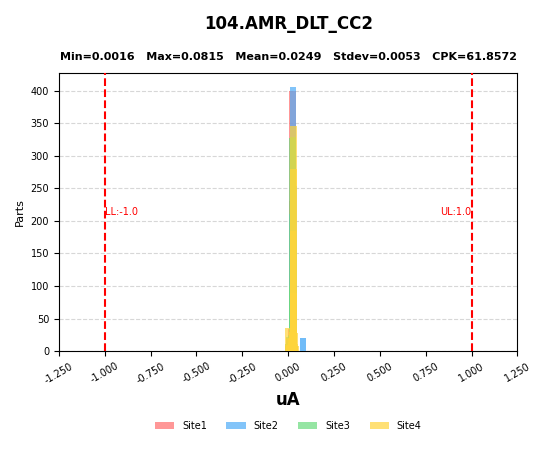 104.AMR_DLT_CC2
Min=0.0016 Max=0.0815 Mean=0.0249 Stdev=0.0053 CPK=61.8572
400
350
300
250
200
150
100
50
0
Parts
LL:-1.0
UL:1.0
-1.250 -1.000 -0.750 -0.500 -0.250 0.000 0.250 0.500 0.750 1.000 1.250
uA
Site1 Site2 Site3 Site4